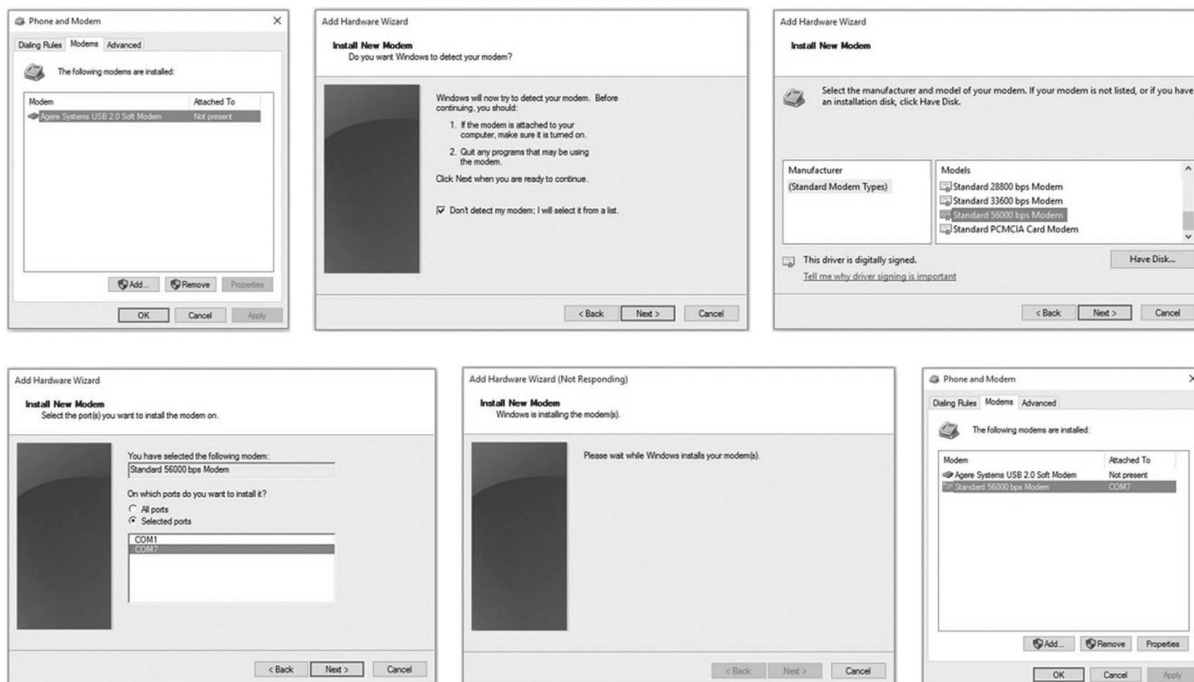 Phone and Modem
Dialing Rules Modems Advanced
The following modems are installed:
Modem Attached To
Agere Systems USB 2.0 Soft Modem Not present
Add... Remove Properties
OK Cancel Apply
Add Hardware Wizard
Install New Modem
Do you want Windows to detect your modem?
Windows will now try to detect your modem. Before
continuing, you should:
1. If the modem is attached to your
computer, make sure it is turned on.
2. Quit any programs that may be using
the modem.
Click Next when you are ready to continue.
Don't detect my modem; I will select it from a list.
< Back Next > Cancel
Add Hardware Wizard
Install New Modem
Select the manufacturer and model of your modem. If your modem is not listed, or if you have
an installation disk, click Have Disk.
Manufacturer
(Standard Modem Types)
Models
Standard 28800 bps Modem
Standard 33600 bps Modem
Standard 56000 bps Modem
Standard PCMCIA Card Modem
This driver is digitally signed.
Have Disk...
Tell me why driver signing is important
< Back Next > Cancel
Add Hardware Wizard
Install New Modem
Select the port(s) you want to install the modem on.
You have selected the following modem:
Standard 56000 bps Modem
On which ports do you want to install it?
All ports
Selected ports
COM1
COM7
< Back Next > Cancel
Add Hardware Wizard (Not Responding)
Install New Modem
Windows is installing the modem(s).
Please wait while Windows installs your modem(s).
< Back Next > Cancel
Phone and Modem
Dialing Rules Modems Advanced
The following modems are installed:
Modem Attached To
Agere Systems USB 2.0 Soft Modem Not present
Standard 56000 bps Modem COM7
Add... Remove Properties
OK Cancel Apply